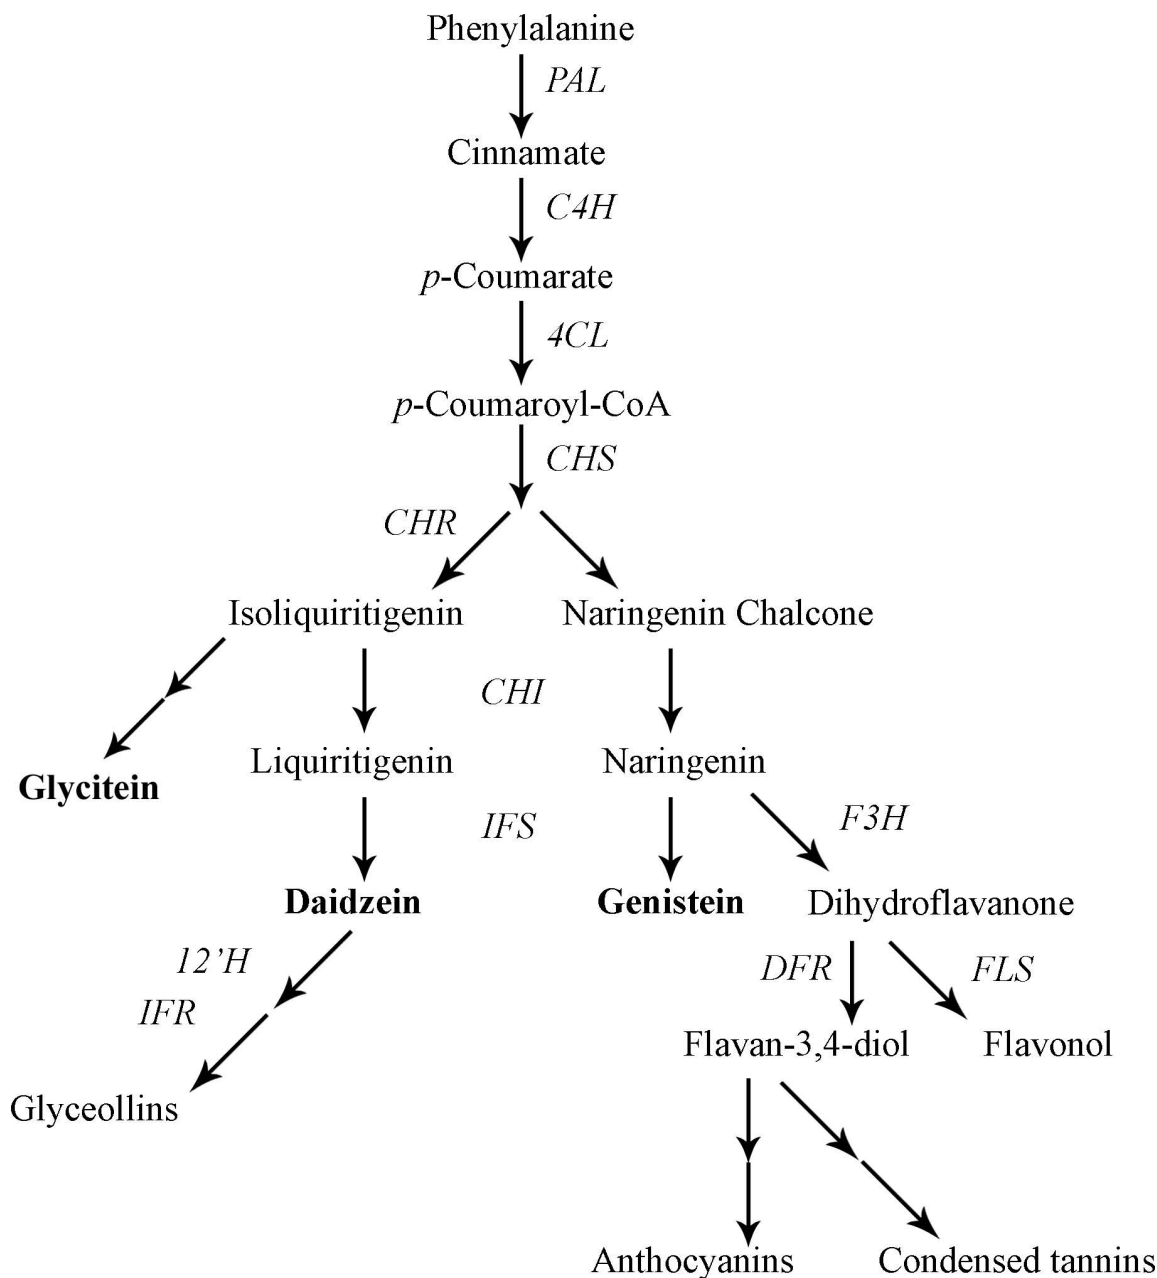 Phenylalanine
PAL
Cinnamate
C4H
p-Coumarate
4CL
p-Coumaroyl-CoA
CHS
CHR
Isoliquiritigenin
Naringenin Chalcone
CHI
Liquiritigenin
Naringenin
Glycitein
IFS
F3H
Daidzein
Genistein
Dihydroflavanone
12’H
DFR
FLS
IFR
Flavan-3,4-diol
Flavonol
Glyceollins
Anthocyanins
Condensed tannins